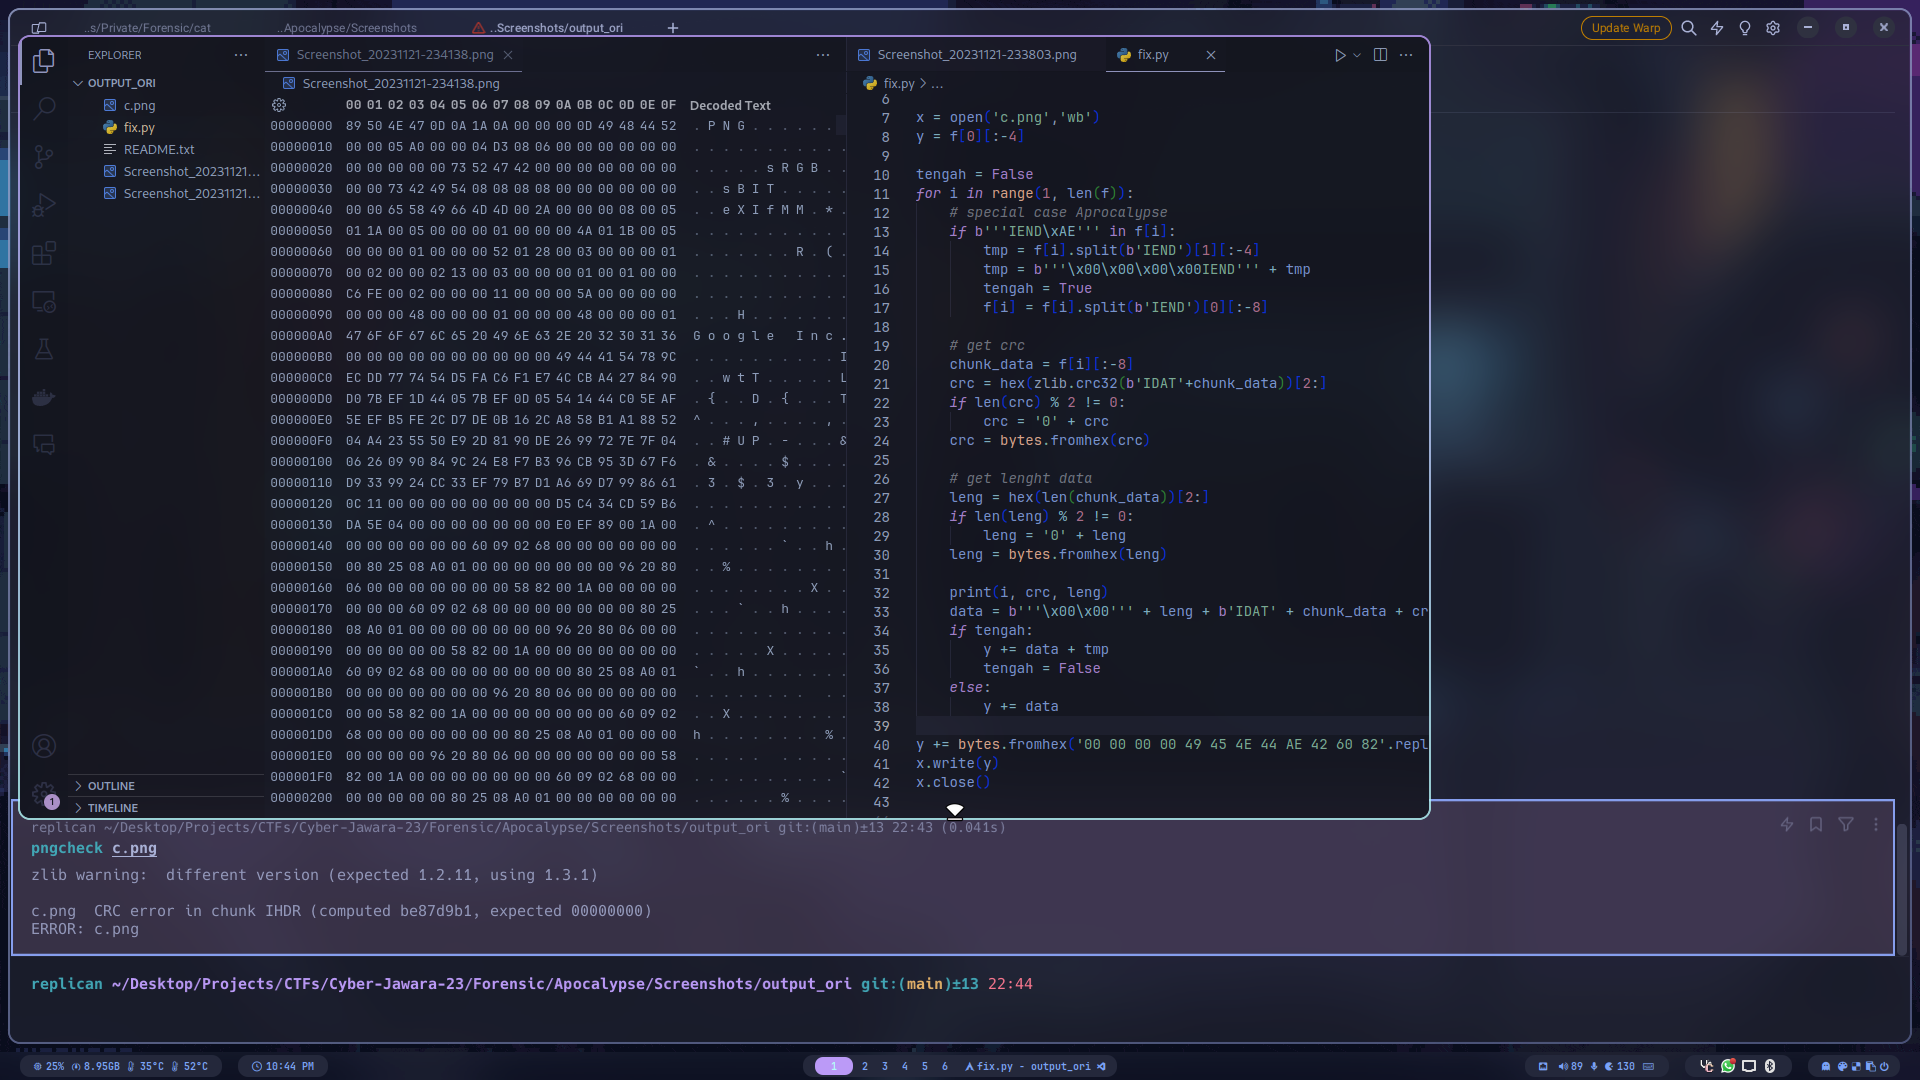 ..s/Private/Forensic/cat
..Apocalypse/Screenshots
..Screenshots/output_ori
Update Warp
EXPLORER
OUTPUT_ORI
c.png
fix.py
README.txt
Screenshot_20231121...
Screenshot_20231121...
OUTLINE
TIMELINE
1
Screenshot_20231121-234138.png
Screenshot_20231121-234138.png
00 01 02 03 04 05 06 07 08 09 0A 0B 0C 0D 0E 0F Decoded Text
00000000 89 50 4E 47 0D 0A 1A 0A 00 00 00 0D 49 48 44 52 . P N G . . . . . . .
00000010 00 00 05 A0 00 00 04 D3 08 06 00 00 00 00 00 00 . . . . . . . . . . .
00000020 00 00 00 00 00 73 52 47 42 00 00 00 00 00 00 00 . . . . . s R G B . .
00000030 00 00 73 42 49 54 08 08 08 08 00 00 00 00 00 00 . . s B I T . . . . .
00000040 00 00 65 58 49 66 4D 4D 00 2A 00 00 00 08 00 05 . . e X I f M M . * .
00000050 01 1A 00 05 00 00 00 01 00 00 00 4A 01 1B 00 05 . . . . . . . . . . .
00000060 00 00 00 01 00 00 00 52 01 28 00 03 00 00 00 01 . . . . . . . R . ( .
00000070 00 02 00 00 02 13 00 03 00 00 00 01 00 01 00 00 . . . . . . . . . . .
00000080 C6 FE 00 02 00 00 00 11 00 00 00 5A 00 00 00 00 . . . . . . . . . . .
00000090 00 00 00 48 00 00 00 01 00 00 00 48 00 00 00 01 . . . H . . . . . . .
000000A0 47 6F 6F 67 6C 65 20 49 6E 63 2E 20 32 30 31 36 G o o g l e   I n c .
000000B0 00 00 00 00 00 00 00 00 00 00 49 44 41 54 78 9C . . . . . . . . . . I
000000C0 EC DD 77 74 54 D5 FA C6 F1 E7 4C CB A4 27 84 90 . . w t T . . . . . L
000000D0 D0 7B EF 1D 44 05 7B EF 0D 05 54 14 44 C0 5E AF . { . . D . { . . . T
000000E0 5E EF B5 FE 2C D7 DE 0B 16 2C A8 58 B1 A1 88 52 ^ . . . , . . . . ,
000000F0 04 A4 23 55 50 E9 2D 81 90 DE 26 99 72 7E 7F 04 . . # U P . - . . . &
00000100 06 26 09 90 84 9C 24 E8 F7 B3 96 CB 95 3D 67 F6 . & . . . . $ . . . .
00000110 D9 33 99 24 CC 33 EF 79 B7 D1 A6 69 D7 99 86 61 . 3 . $ . 3 . y . . .
00000120 0C 11 00 00 00 00 00 00 00 00 D5 C4 34 CD 59 B6 . . . . . . . . . . .
00000130 DA 5E 04 00 00 00 00 00 00 00 E0 EF 89 00 1A 00 . ^ . . . . . . . . .
00000140 00 00 00 00 00 00 60 09 02 68 00 00 00 00 00 00 . . . . . . ` . . h .
00000150 00 80 25 08 A0 01 00 00 00 00 00 00 00 96 20 80 . . % . . . . . . . .
00000160 06 00 00 00 00 00 00 00 58 82 00 1A 00 00 00 00 . . . . . . . . X . .
00000170 00 00 00 60 09 02 68 00 00 00 00 00 00 00 80 25 . . . ` . . h . . . .
00000180 08 A0 01 00 00 00 00 00 00 00 96 20 80 06 00 00 . . . . . . . . . . .
00000190 00 00 00 00 00 58 82 00 1A 00 00 00 00 00 00 00 . . . . . X . . . . .
000001A0 60 09 02 68 00 00 00 00 00 00 00 80 25 08 A0 01 ` . . h . . . . . . .
000001B0 00 00 00 00 00 00 00 96 20 80 06 00 00 00 00 00 . . . . . . . . . . .
000001C0 00 00 58 82 00 1A 00 00 00 00 00 00 00 60 09 02 . . X . . . . . . . .
000001D0 68 00 00 00 00 00 00 00 80 25 08 A0 01 00 00 00 h . . . . . . . . % .
000001E0 00 00 00 00 96 20 80 06 00 00 00 00 00 00 00 58 . . . . . . . . . . .
000001F0 82 00 1A 00 00 00 00 00 00 00 60 09 02 68 00 00 . . . . . . . . . . `
00000200 00 00 00 00 00 80 25 08 A0 01 00 00 00 00 00 00 . . . . . . % . . . .
Screenshot_20231121-233803.png
fix.py
fix.py > ...
6
7 x = open('c.png','wb')
8 y = f[0][:-4]
9
10 tengah = False
11 for i in range(1, len(f)):
12 # special case Aprocalypse
13 if b'''IEND\xAE''' in f[i]:
14 tmp = f[i].split(b'IEND')[1][:-4]
15 tmp = b'''\x00\x00\x00\x00IEND''' + tmp
16 tengah = True
17 f[i] = f[i].split(b'IEND')[0][:-8]
18
19 # get crc
20 chunk_data = f[i][:-8]
21 crc = hex(zlib.crc32(b'IDAT'+chunk_data))[2:]
22 if len(crc) % 2 != 0:
23 crc = '0' + crc
24 crc = bytes.fromhex(crc)
25
26 # get lenght data
27 leng = hex(len(chunk_data))[2:]
28 if len(leng) % 2 != 0:
29 leng = '0' + leng
30 leng = bytes.fromhex(leng)
31
32 print(i, crc, leng)
33 data = b'''\x00\x00''' + leng + b'IDAT' + chunk_data + cr
34 if tengah:
35 y += data + tmp
36 tengah = False
37 else:
38 y += data
39
40 y += bytes.fromhex('00 00 00 00 49 45 4E 44 AE 42 60 82'.repl
41 x.write(y)
42 x.close()
43
replican ~/Desktop/Projects/CTFs/Cyber-Jawara-23/Forensic/Apocalypse/Screenshots/output_ori git:(main)±13 22:43 (0.041s)
pngcheck c.png
zlib warning:  different version (expected 1.2.11, using 1.3.1)
c.png  CRC error in chunk IHDR (computed be87d9b1, expected 00000000)
ERROR: c.png
replican ~/Desktop/Projects/CTFs/Cyber-Jawara-23/Forensic/Apocalypse/Screenshots/output_ori git:(main)±13 22:44
25% 8.95GB 35°C 52°C
10:44 PM
1 2 3 4 5 6 fix.py - output_ori
89 130